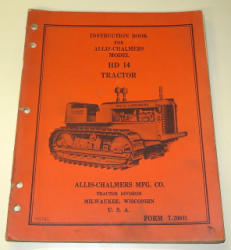 INSTRUCTION BOOK
FOR
ALLIS-CHALMERS
MODEL
HD 14
TRACTOR
ALLIS-CHALMERS MFG. CO.
TRACTOR DIVISION
MILWAUKEE, WISCONSIN
U. S. A.
FORM